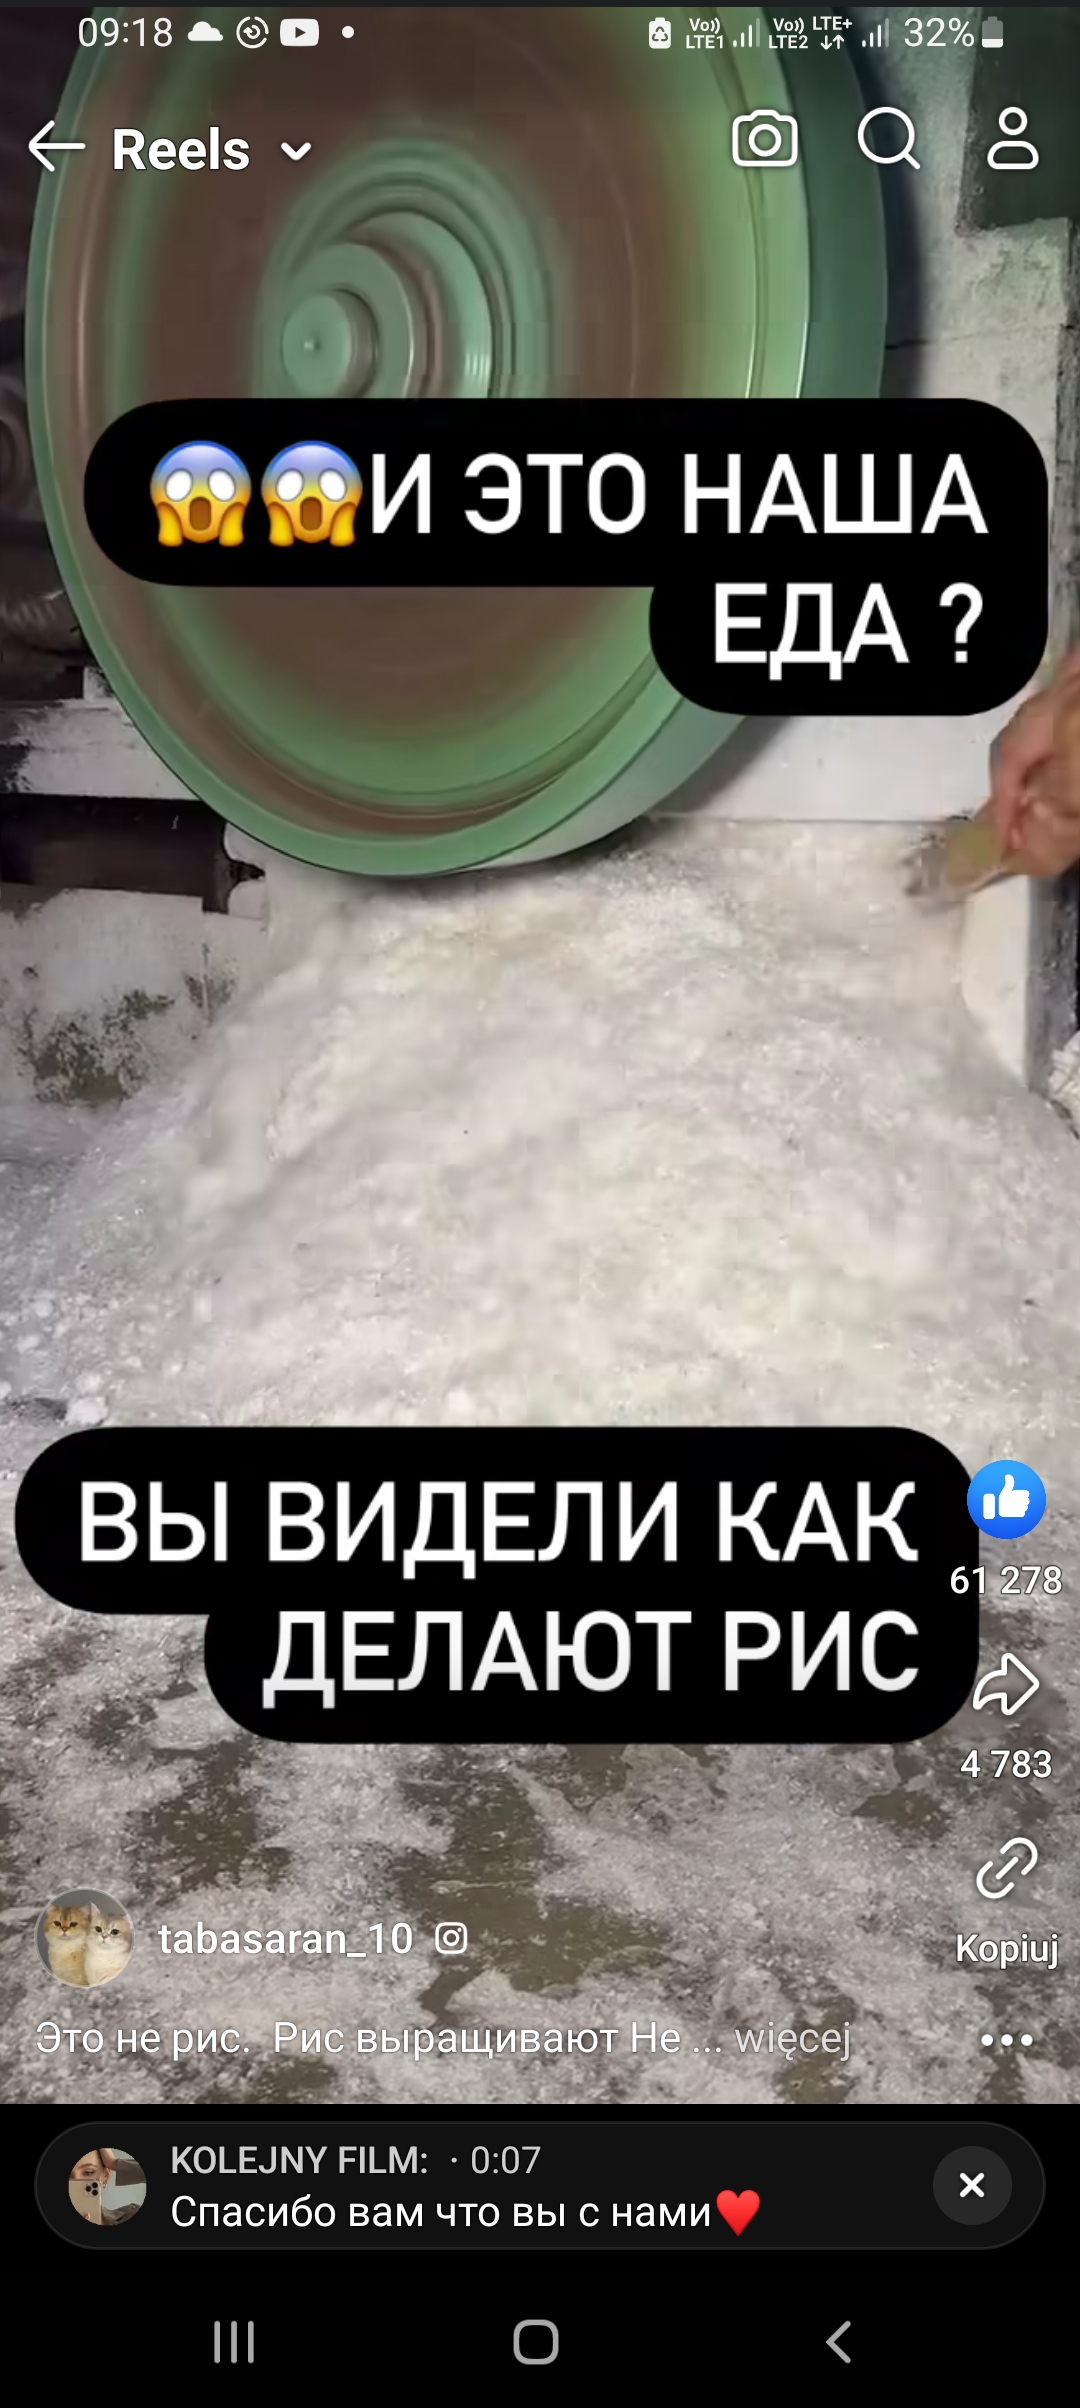 09:18 Vo)) LTE1 Vo)) LTE2 LTE+ 32%
Reels
😱😱И ЭТО НАША
ЕДА ?
ВЫ ВИДЕЛИ КАК
ДЕЛАЮТ РИС
61 278
4 783
Kopiuj
tabasaran_10
Это не рис. Рис выращивают Не ... więcej
KOLEJNY FILM: · 0:07
Спасибо вам что вы с нами♥️